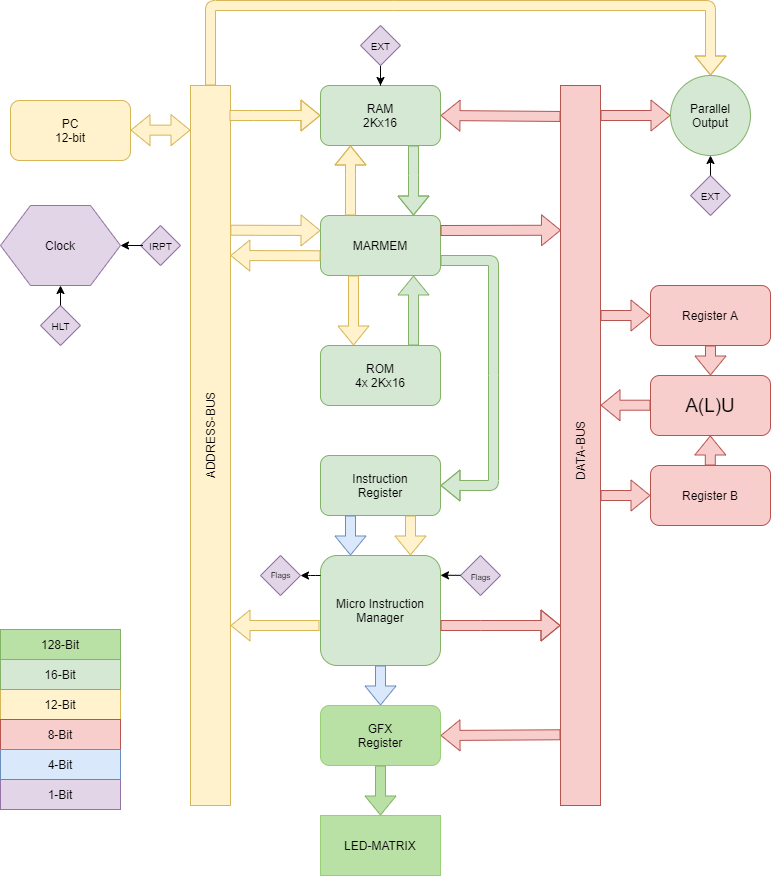 EXT
PC
12-bit
RAM
2Kx16
Parallel
Output
EXT
Clock
IRPT
HLT
MARMEM
ROM
4x 2Kx16
Register A
A(L)U
Register B
ADDRESS-BUS
DATA-BUS
Instruction
Register
Flags
Flags
Micro Instruction
Manager
128-Bit
16-Bit
12-Bit
8-Bit
4-Bit
1-Bit
GFX
Register
LED-MATRIX